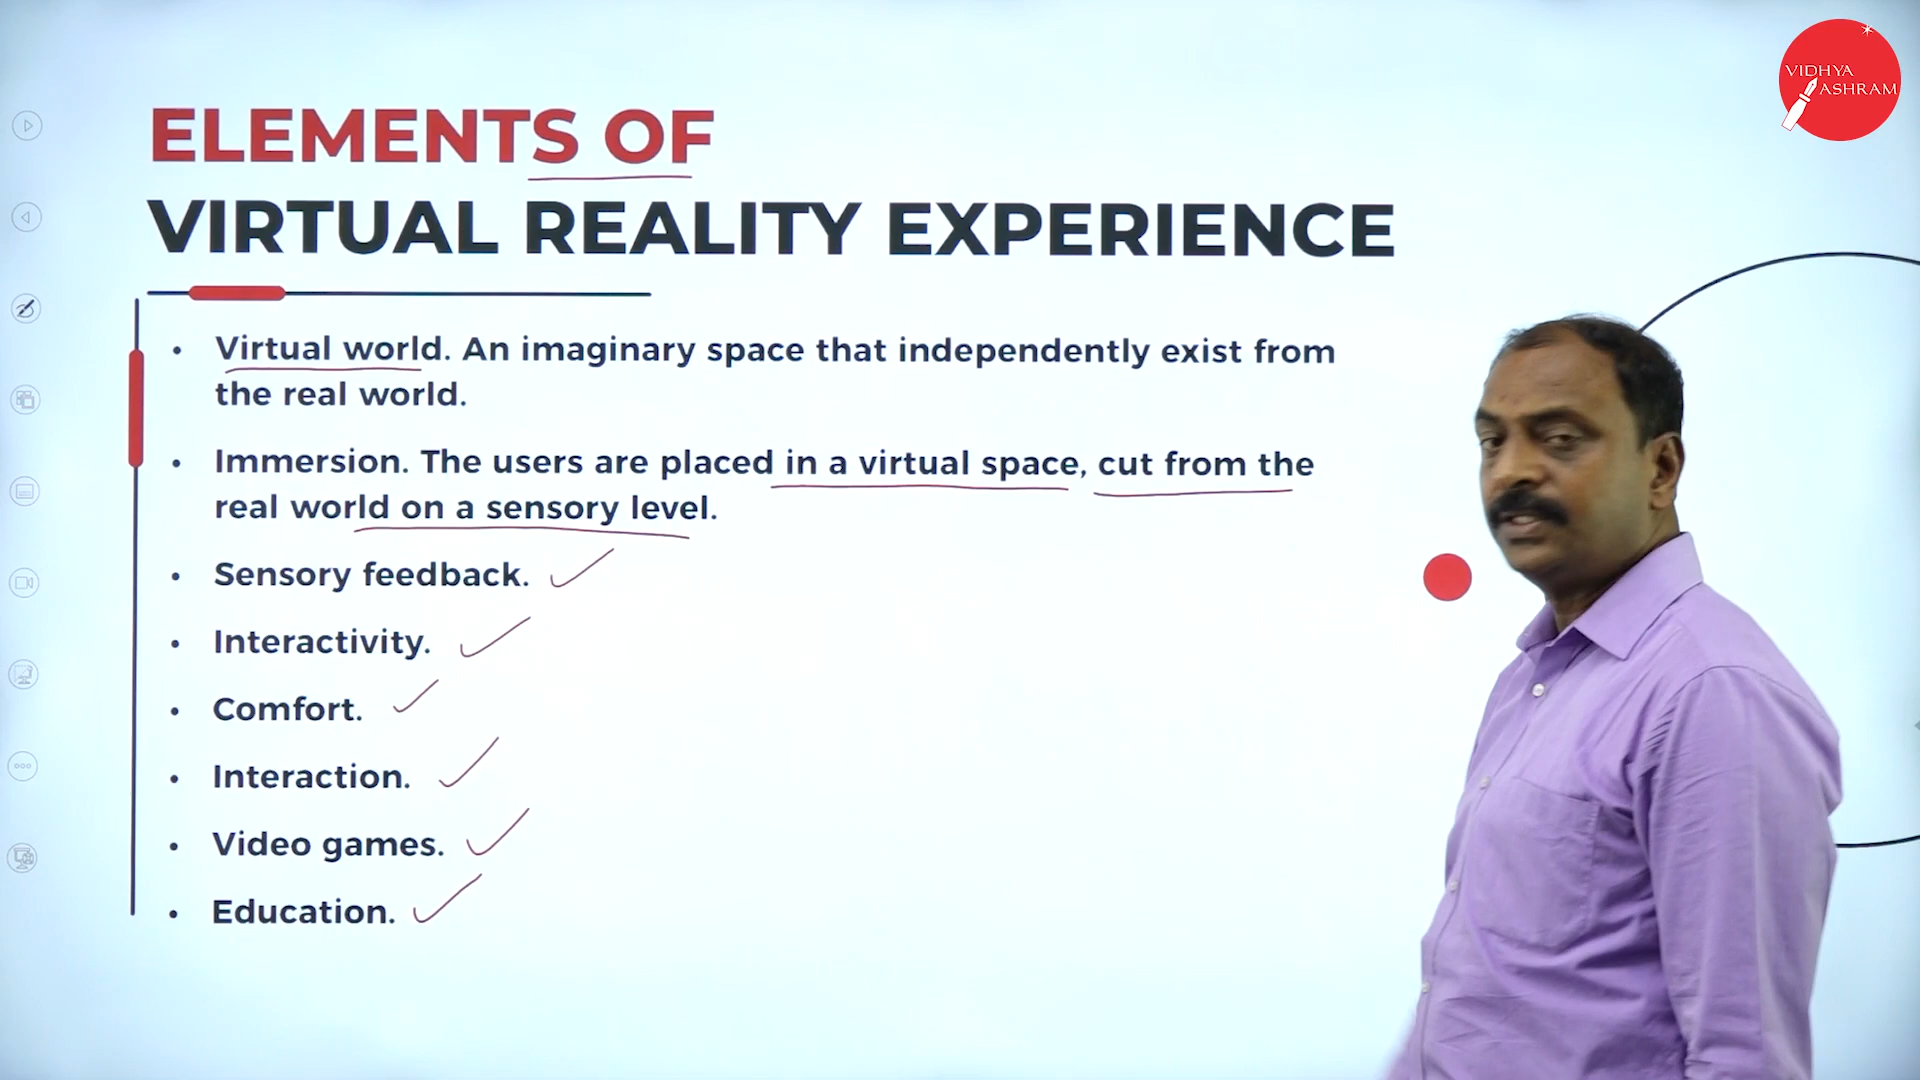 VIDHYA
ASHRAM
ELEMENTS OF
VIRTUAL REALITY EXPERIENCE
• Virtual world. An imaginary space that independently exist from
the real world.
• Immersion. The users are placed in a virtual space, cut from the
real world on a sensory level.
• Sensory feedback.
• Interactivity.
• Comfort.
• Interaction.
• Video games.
• Education.